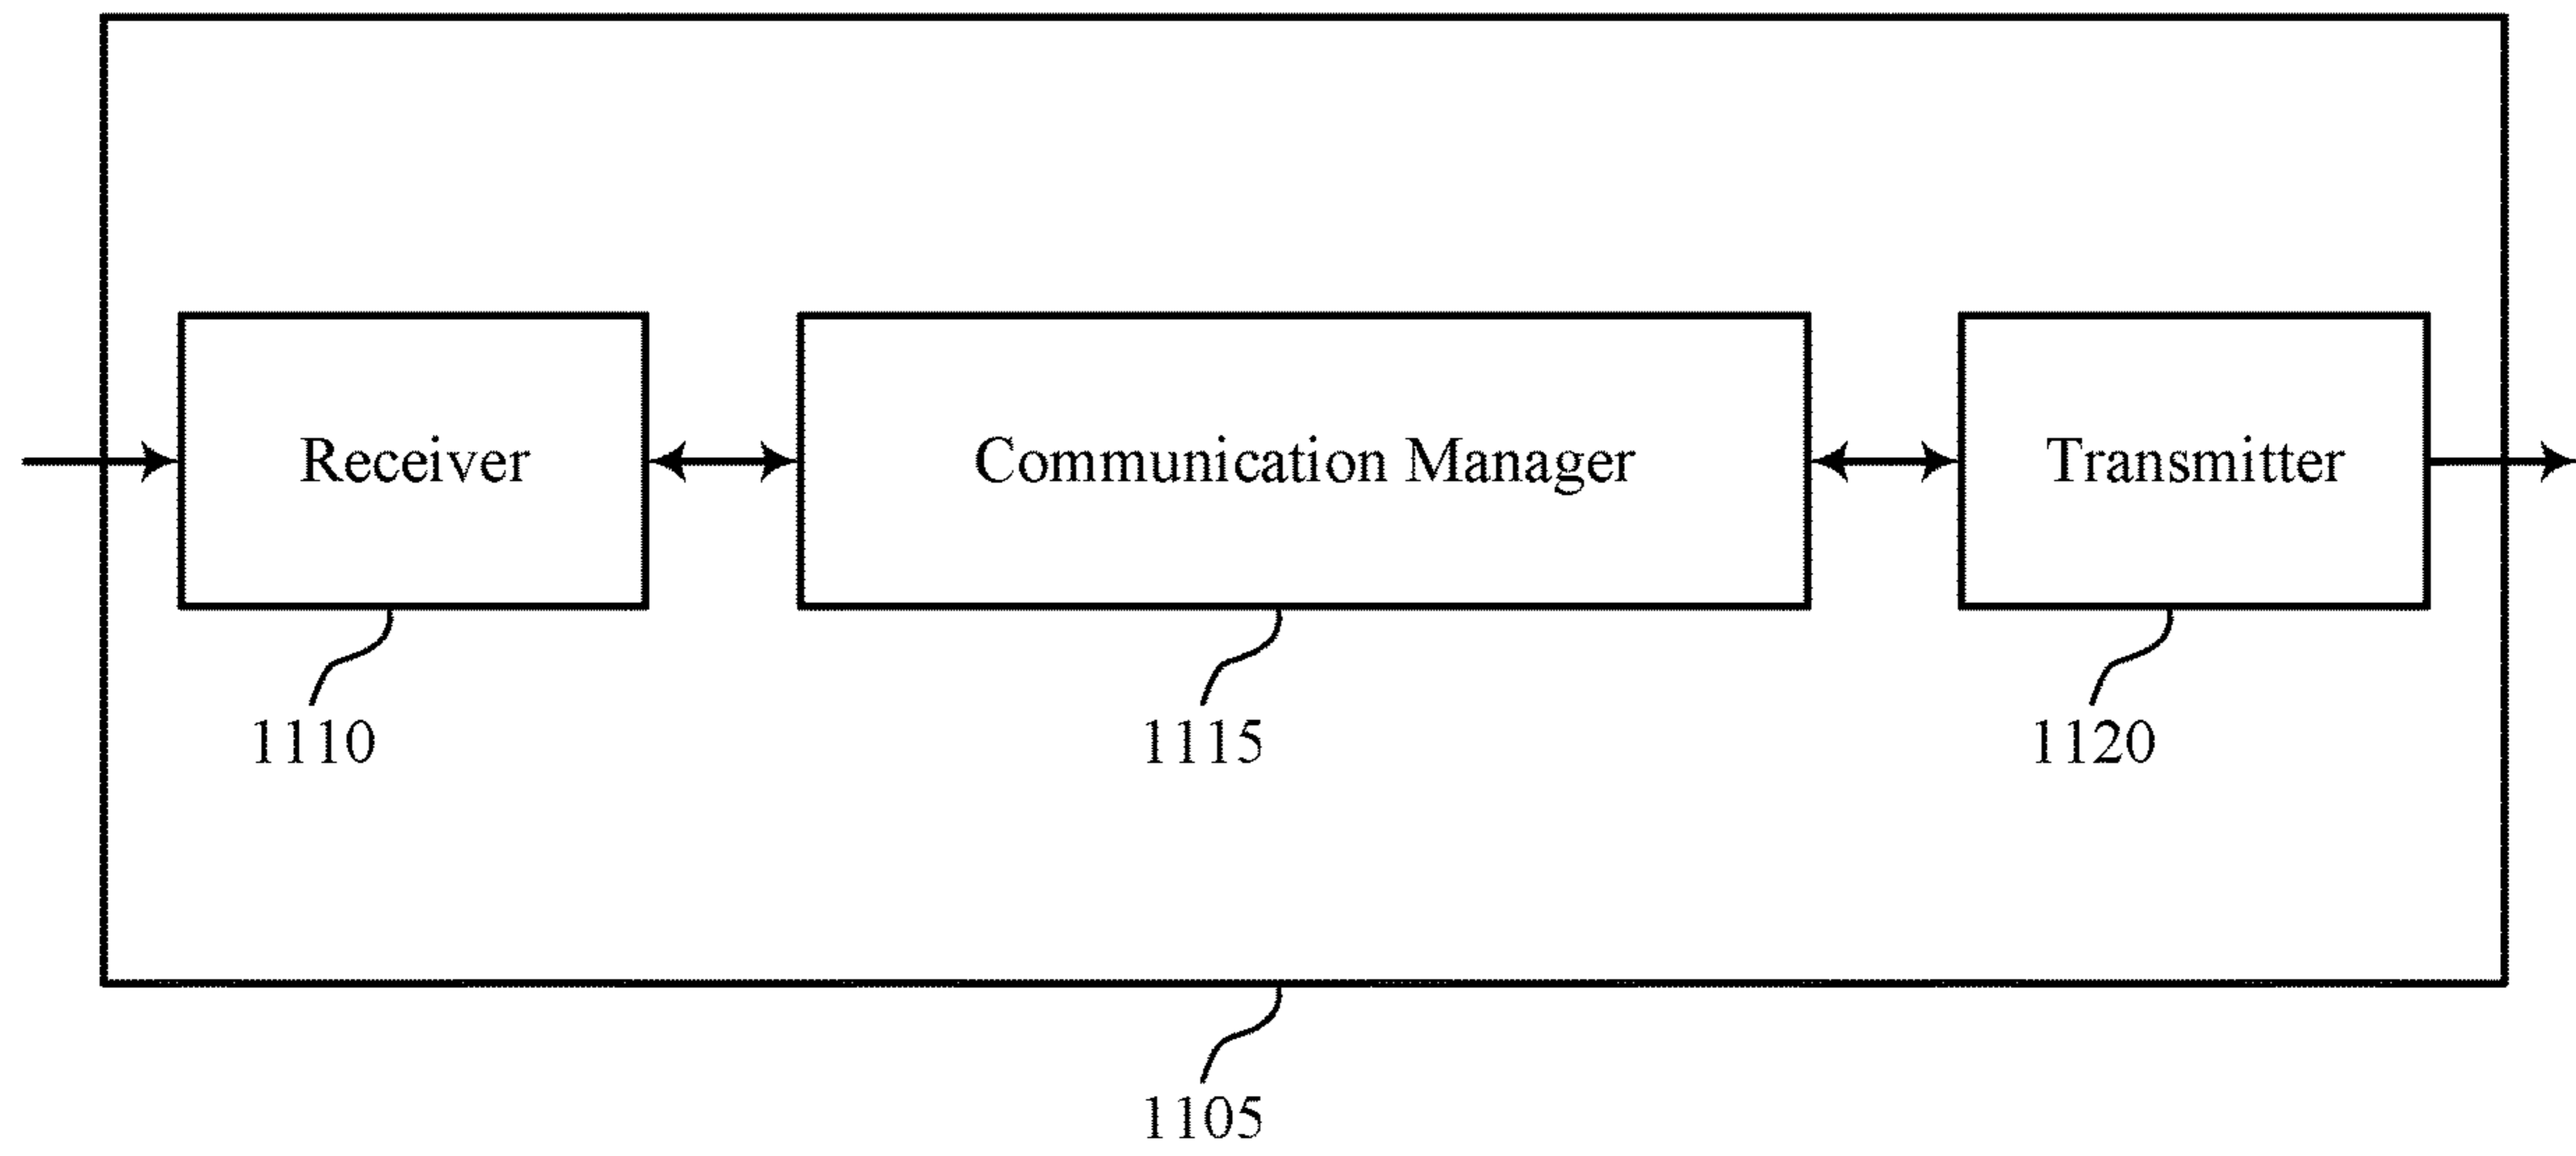 Receiver
Communication Manager
Transmitter
1110
1115
1120
1105